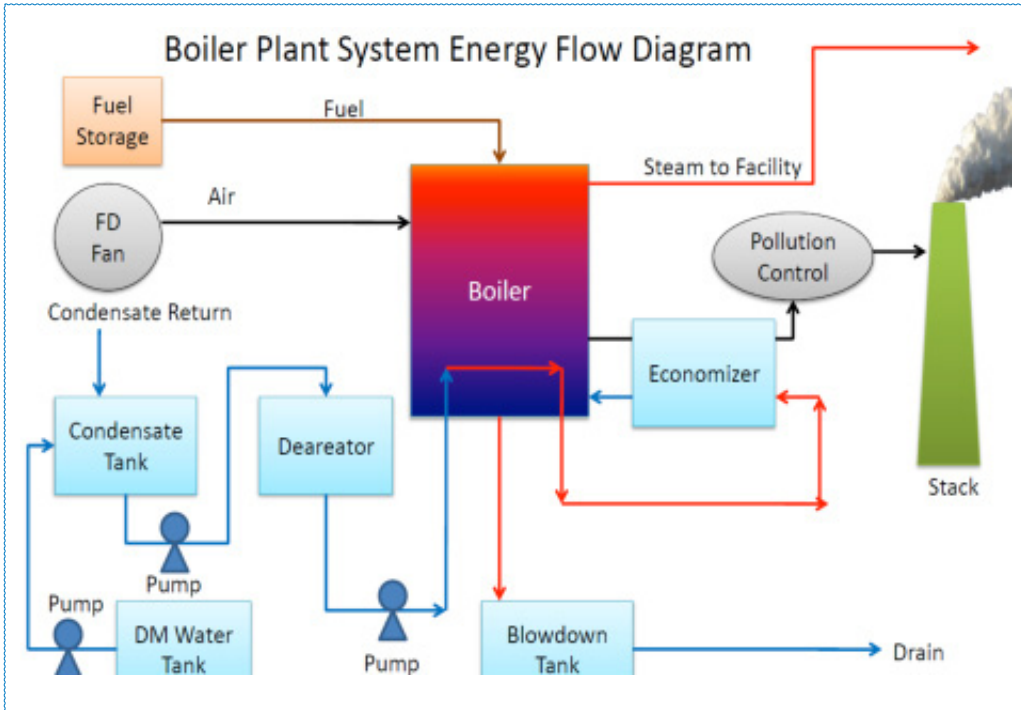 Boiler Plant System Energy Flow Diagram
Fuel
Storage
Fuel
Steam to Facility
Air
FD
Fan
Pollution
Control
Boiler
Condensate Return
Economizer
Condensate
Tank
Deareator
Stack
Pump
Pump
DM Water
Tank
Pump
Blowdown
Tank
Drain